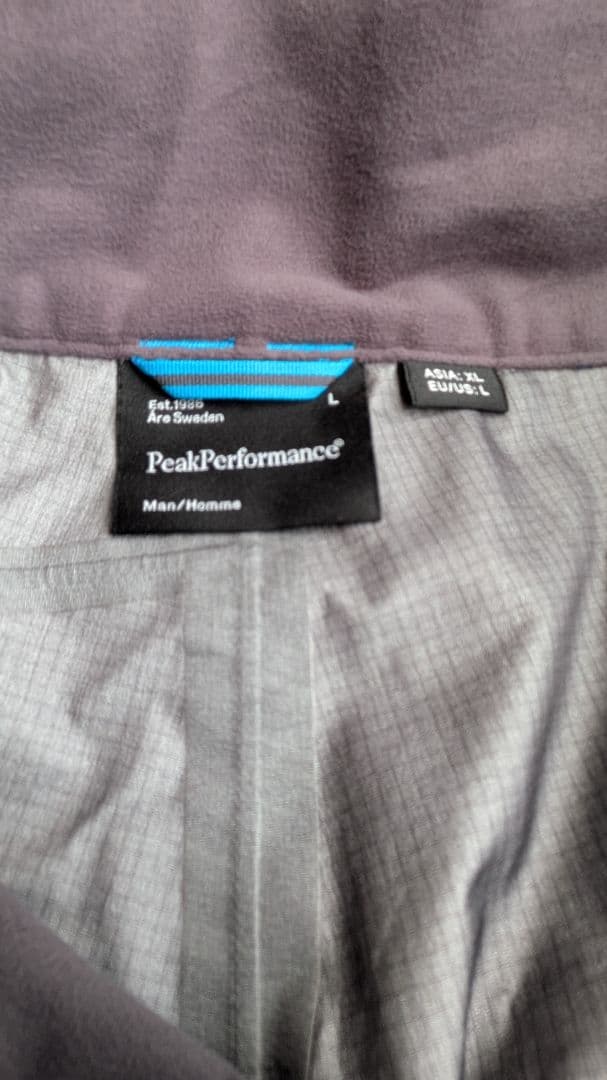 Est.1986
Åre Sweden
L
PeakPerformance®
Man/Homme
ASIA: XL
EU/US: L